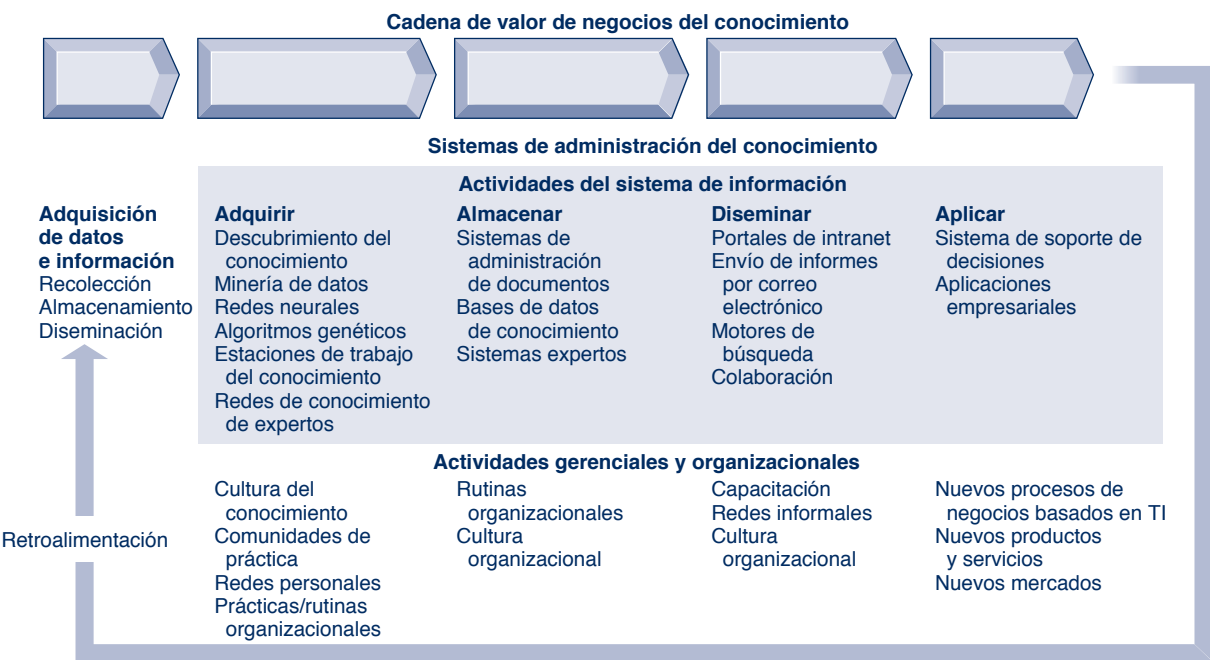 Cadena de valor de negocios del conocimiento
Sistemas de administración del conocimiento
Actividades del sistema de información
Adquisición
de datos
e información
Recolección
Almacenamiento
Diseminación
Adquirir
Descubrimiento del
conocimiento
Minería de datos
Redes neurales
Algoritmos genéticos
Estaciones de trabajo
del conocimiento
Redes de conocimiento
de expertos
Almacenar
Sistemas de
administración
de documentos
Bases de datos
de conocimiento
Sistemas expertos
Diseminar
Portales de intranet
Envío de informes
por correo
electrónico
Motores de
búsqueda
Colaboración
Aplicar
Sistema de soporte de
decisiones
Aplicaciones
empresariales
Actividades gerenciales y organizacionales
Cultura del
conocimiento
Comunidades de
práctica
Redes personales
Prácticas/rutinas
organizacionales
Rutinas
organizacionales
Cultura
organizacional
Capacitación
Redes informales
Cultura
organizacional
Nuevos procesos de
negocios basados en TI
Nuevos productos
y servicios
Nuevos mercados
Retroalimentación